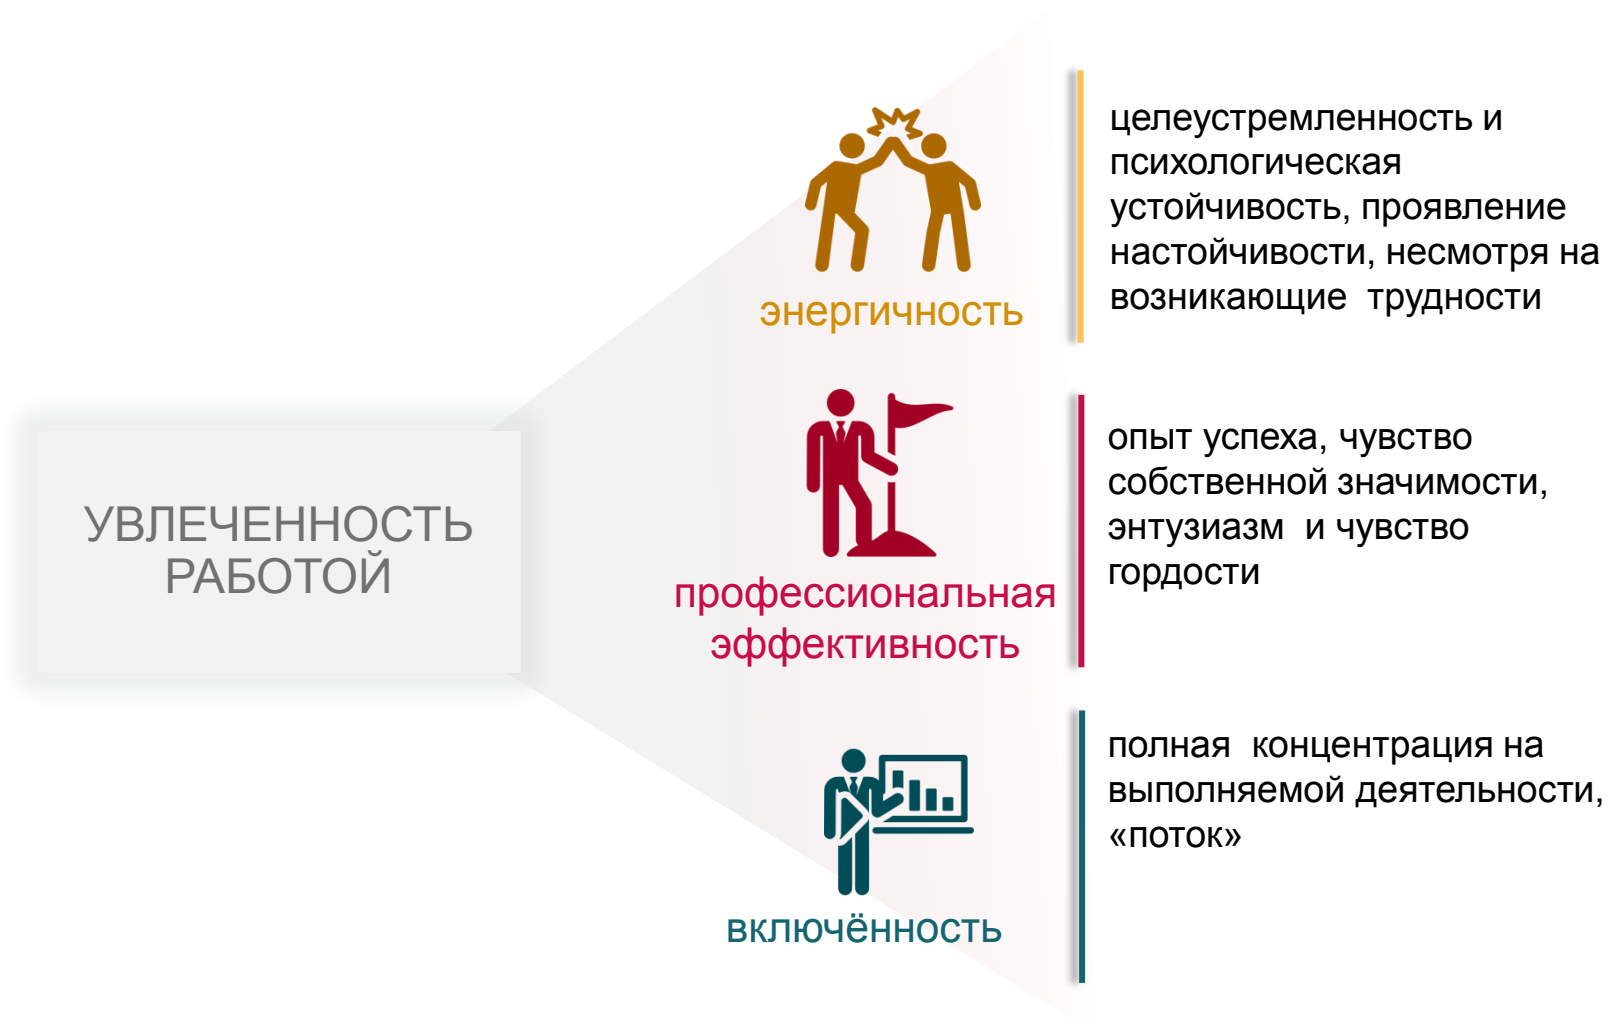 УВЛЕЧЕННОСТЬ
РАБОТОЙ
энергичность
целеустремленность и
психологическая
устойчивость, проявление
настойчивости, несмотря на
возникающие трудности
профессиональная
эффективность
опыт успеха, чувство
собственной значимости,
энтузиазм и чувство
гордости
включённость
полная концентрация на
выполняемой деятельности,
«поток»